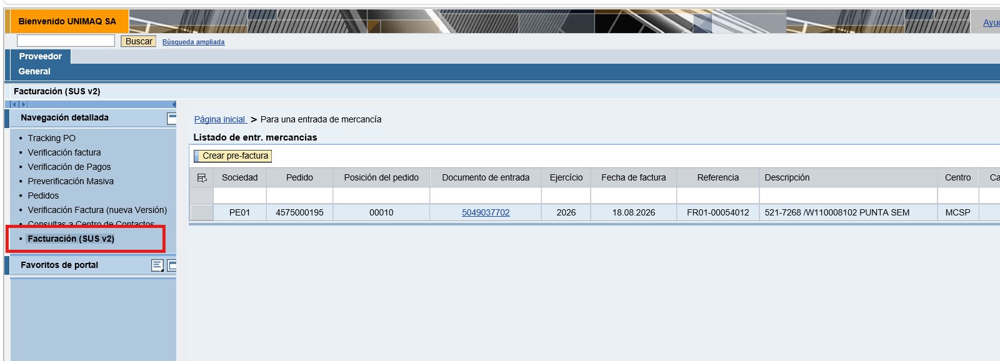 Bienvenido UNIMAQ SA
Buscar Búsqueda ampliada
Proveedor
General
Facturación (SUS v2)
Navegación detallada
Tracking PO
Verificación factura
Verificación de Pagos
Preverificación Masiva
Pedidos
Verificación Factura (nueva Versión)
Consultas a Centro de Contactos
Facturación (SUS v2)
Favoritos de portal
Página inicial > Para una entrada de mercancía
Listado de entr. mercancías
Crear pre-factura
Sociedad Pedido Posición del pedido Documento de entrada Ejercício Fecha de factura Referencia Descripción Centro
PE01 4575000195 00010 5049037702 2026 18.08.2026 FR01-00054012 521-7268 /W110008102 PUNTA SEM MCSP